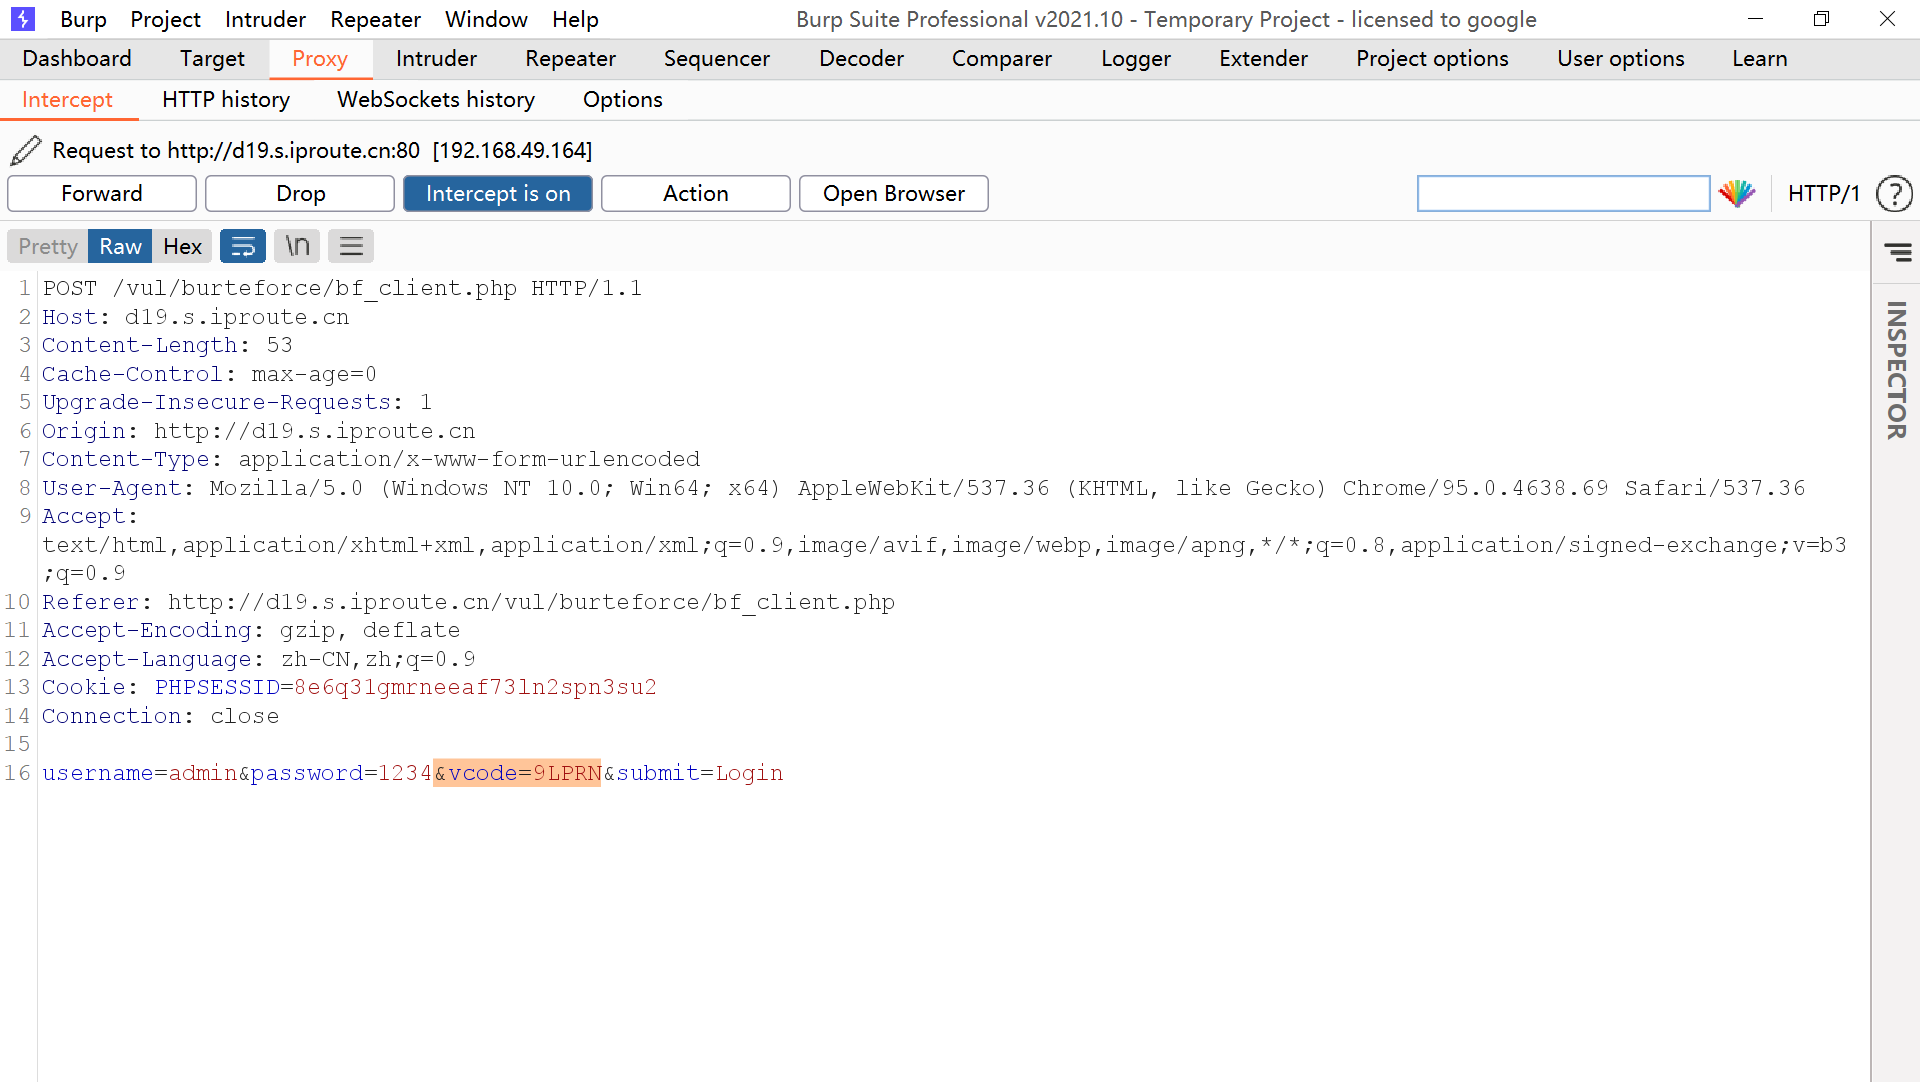 Burp Project Intruder Repeater Window Help Burp Suite Professional v2021.10 - Temporary Project - licensed to google
Dashboard Target Proxy Intruder Repeater Sequencer Decoder Comparer Logger Extender Project options User options Learn
Intercept HTTP history WebSockets history Options
Request to http://d19.s.iproute.cn:80 [192.168.49.164]
Forward Drop Intercept is on Action Open Browser HTTP/1 ?
Pretty Raw Hex \n
INSPECTOR
1 POST /vul/burteforce/bf_client.php HTTP/1.1
2 Host: d19.s.iproute.cn
3 Content-Length: 53
4 Cache-Control: max-age=0
5 Upgrade-Insecure-Requests: 1
6 Origin: http://d19.s.iproute.cn
7 Content-Type: application/x-www-form-urlencoded
8 User-Agent: Mozilla/5.0 (Windows NT 10.0; Win64; x64) AppleWebKit/537.36 (KHTML, like Gecko) Chrome/95.0.4638.69 Safari/537.36
9 Accept:
text/html,application/xhtml+xml,application/xml;q=0.9,image/avif,image/webp,image/apng,*/*;q=0.8,application/signed-exchange;v=b3
;q=0.9
10 Referer: http://d19.s.iproute.cn/vul/burteforce/bf_client.php
11 Accept-Encoding: gzip, deflate
12 Accept-Language: zh-CN,zh;q=0.9
13 Cookie: PHPSESSID=8e6q31gmrneeaf73ln2spn3su2
14 Connection: close
15
16 username=admin&password=1234&vcode=9LPRN&submit=Login